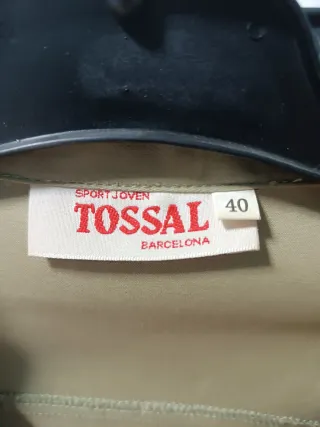 SPORT JOVEN
TOSSAL
BARCELONA
40